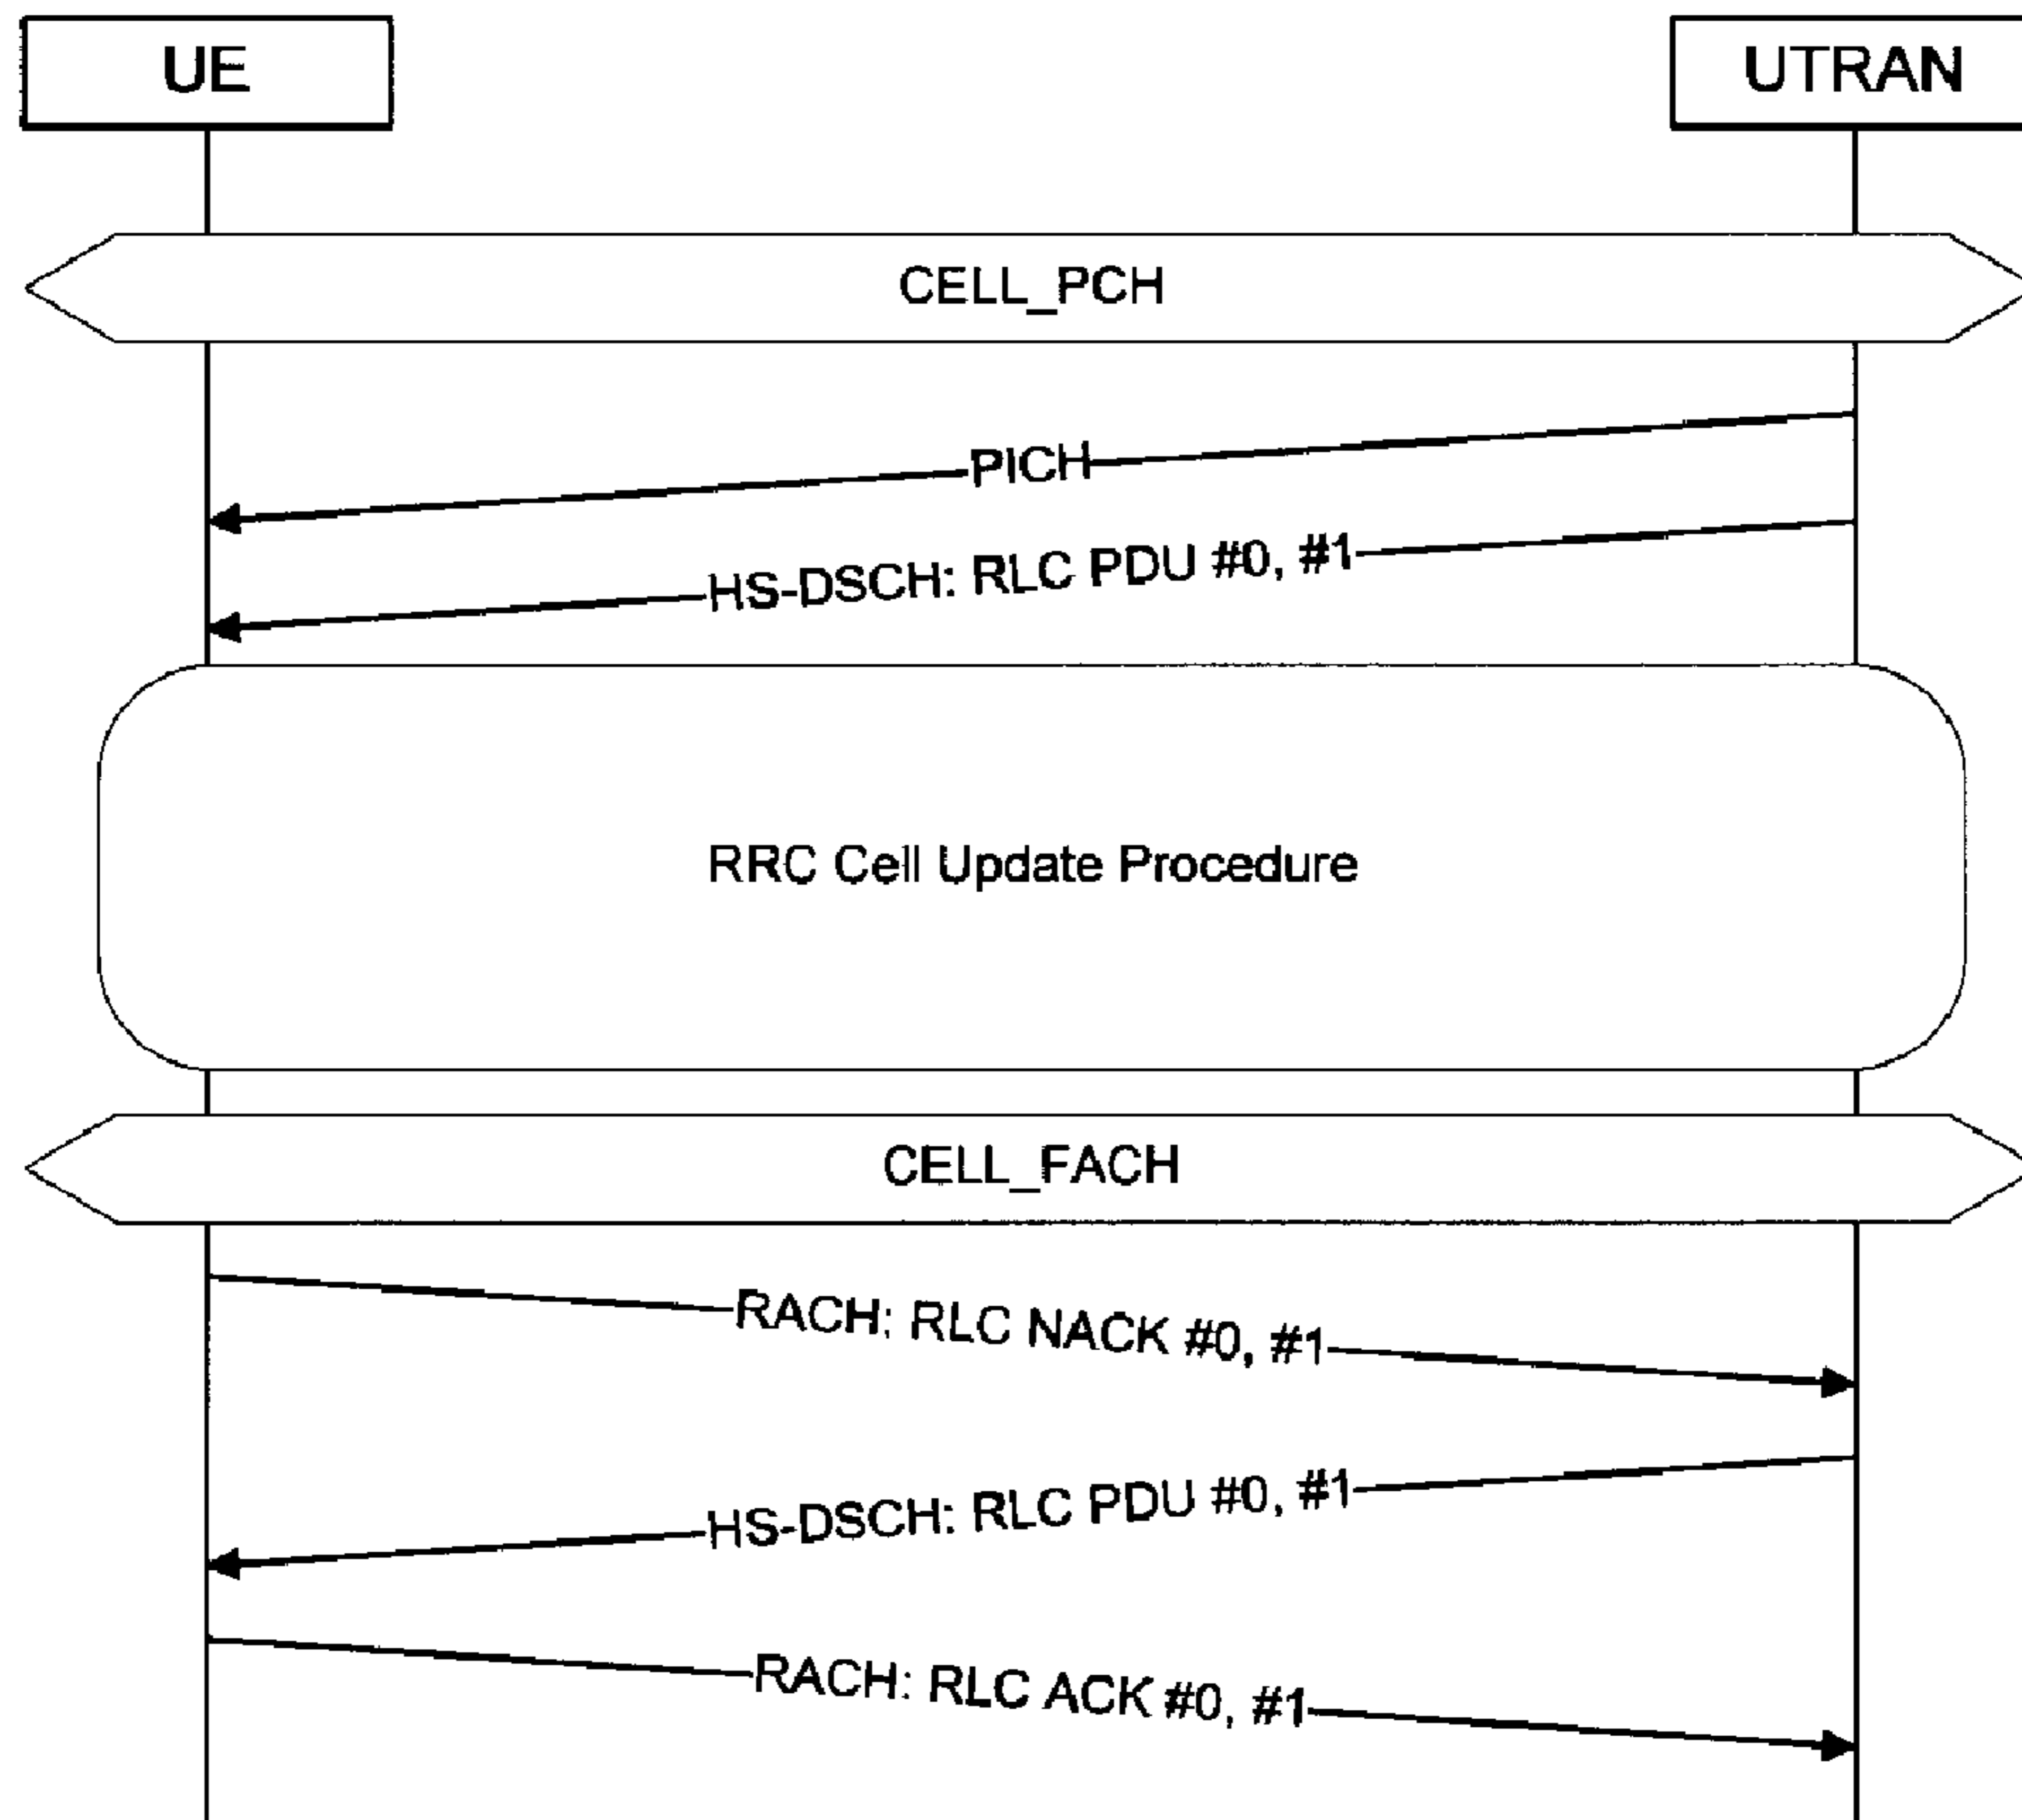 UE
UTRAN
CELL_PCH
PICH
HS-DSCH: RLC PDU #0, #1
RRC Cell Update Procedure
CELL_FACH
RACH: RLC NACK #0, #1
HS-DSCH: RLC PDU #0, #1
RACH: RLC ACK #0, #1